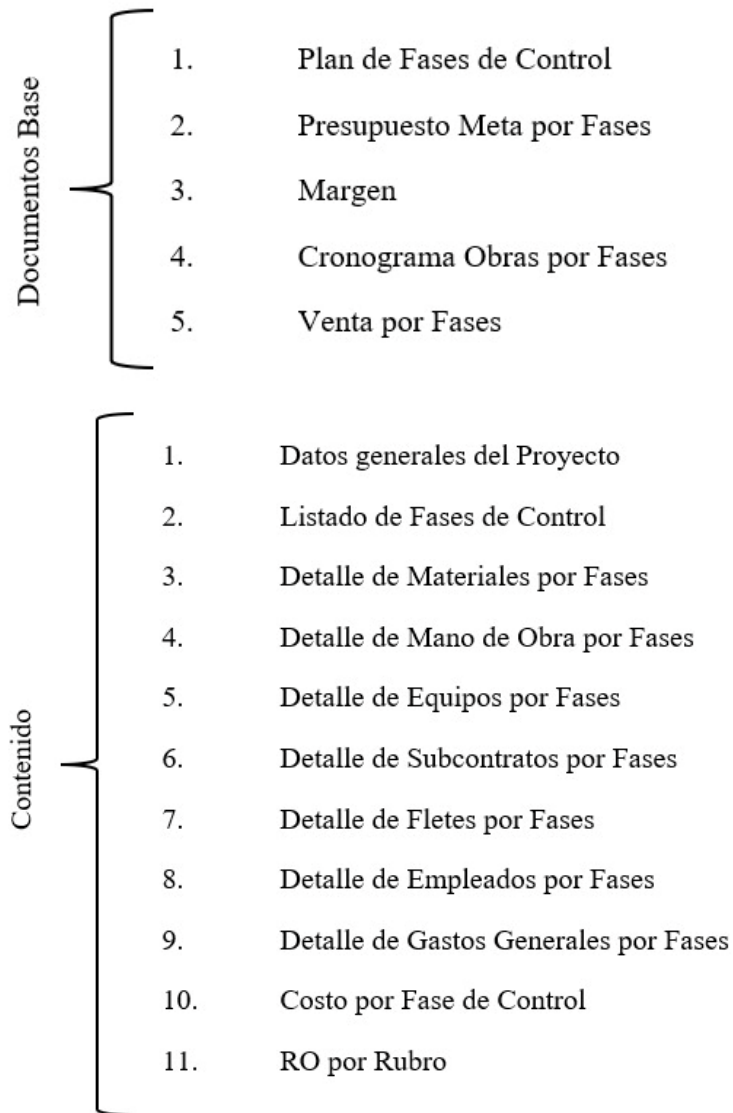 Documentos Base
1. Plan de Fases de Control
2. Presupuesto Meta por Fases
3. Margen
4. Cronograma Obras por Fases
5. Venta por Fases
Contenido
1. Datos generales del Proyecto
2. Listado de Fases de Control
3. Detalle de Materiales por Fases
4. Detalle de Mano de Obra por Fases
5. Detalle de Equipos por Fases
6. Detalle de Subcontratos por Fases
7. Detalle de Fletes por Fases
8. Detalle de Empleados por Fases
9. Detalle de Gastos Generales por Fases
10. Costo por Fase de Control
11. RO por Rubro